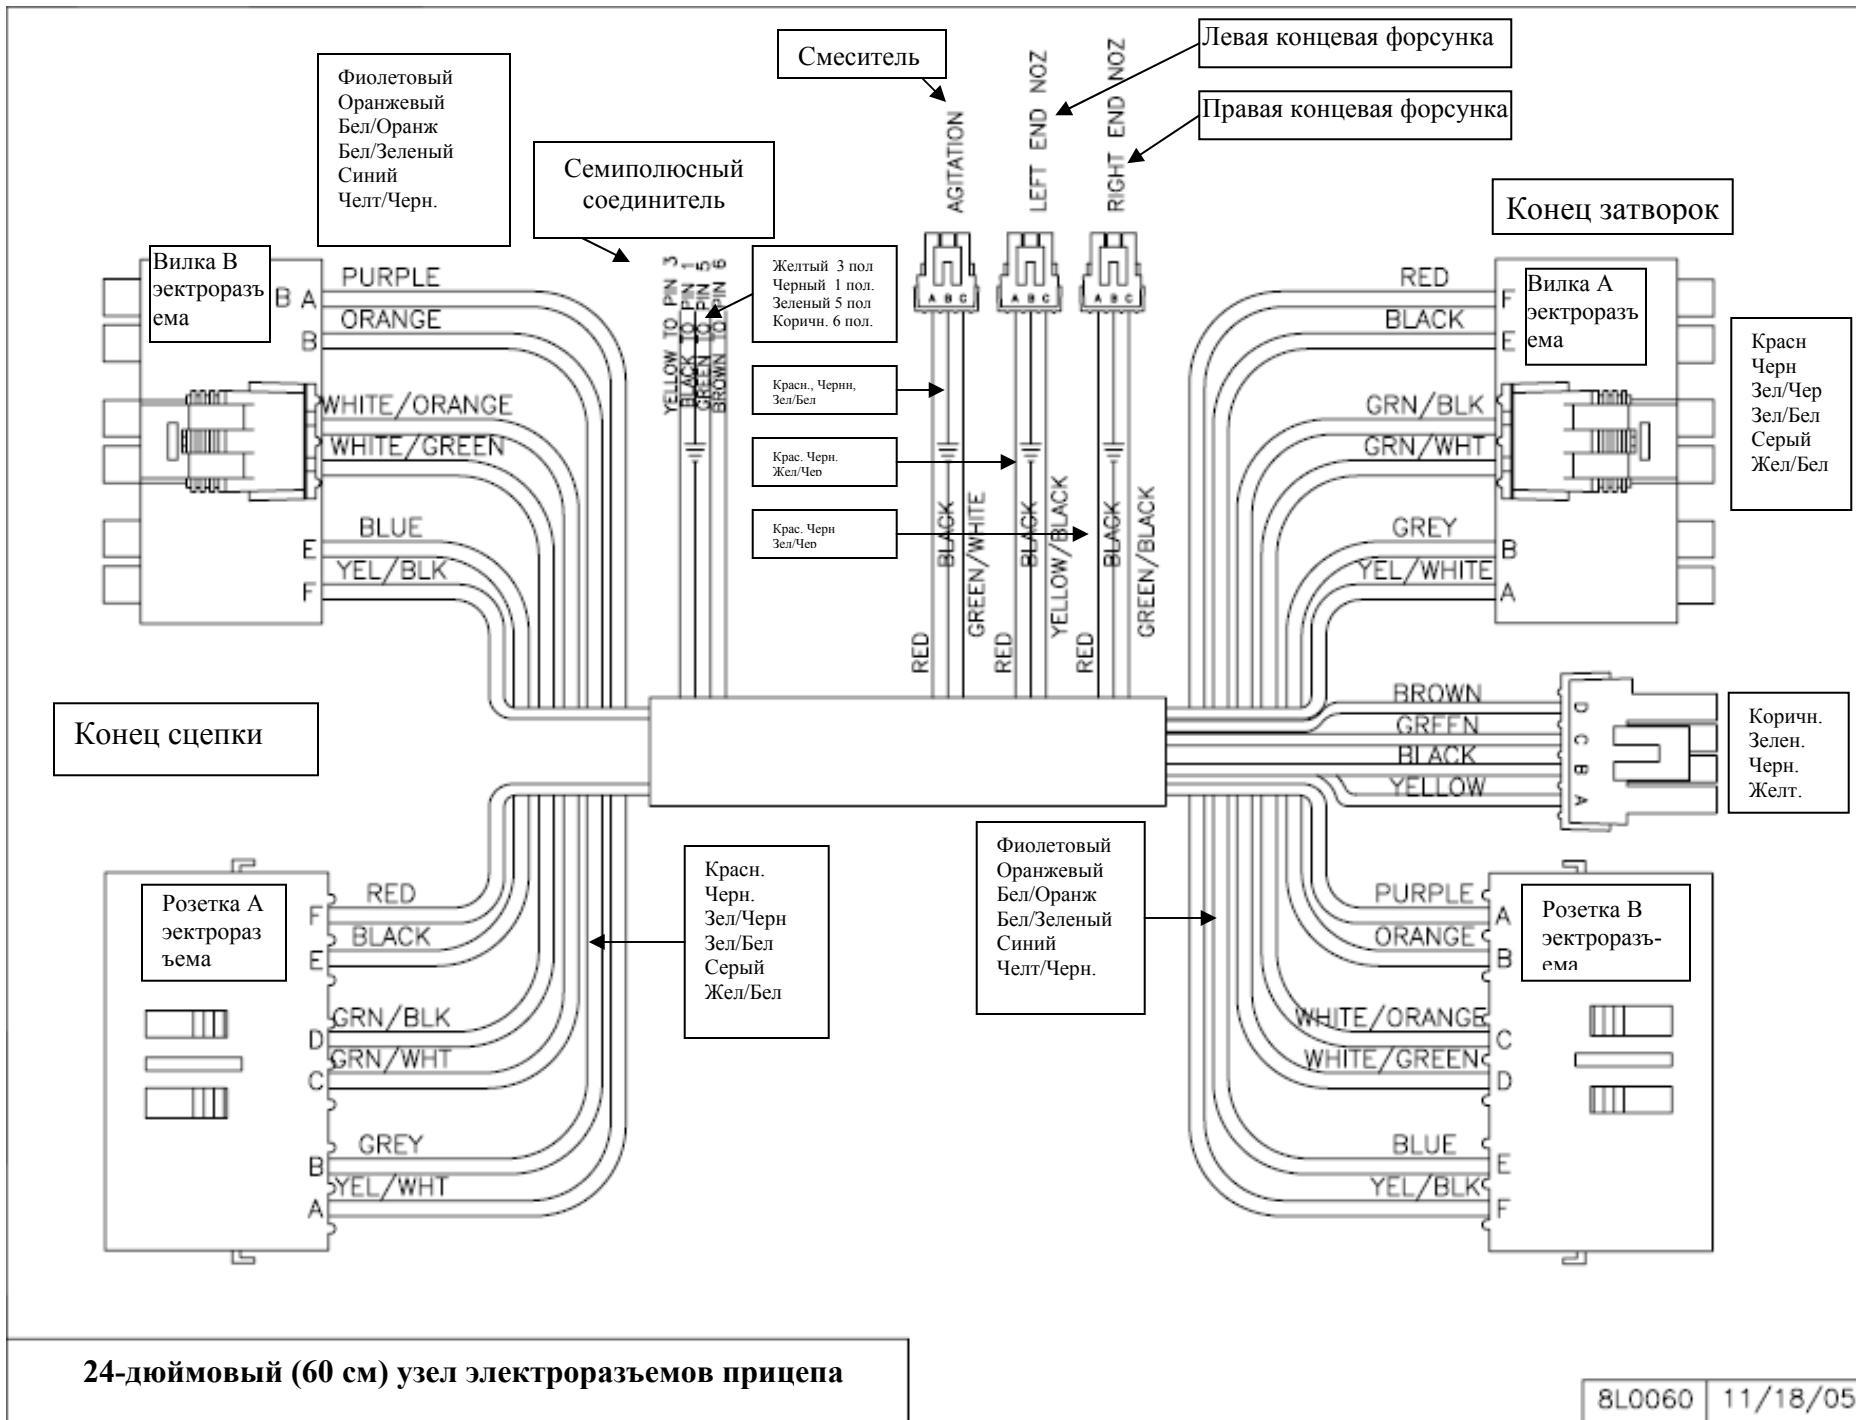 Смеситель
Левая концевая форсунка
Правая концевая форсунка
Фиолетовый
Оранжевый
Бел/Оранж
Бел/Зеленый
Синий
Челт/Черн.
Семиполюсный
соединитель
AGITATION
LEFT END NOZ
RIGHT END NOZ
Конец затворок
Вилка В
эектроразъ
ема
B
A
PURPLE
B
ORANGE
WHITE/ORANGE
WHITE/GREEN
E
BLUE
F
YEL/BLK
YELLOW TO PIN 3
BLACK TO PIN 1
GREEN TO PIN 5
BROWN TO PIN 6
Желтый 3 пол
Черный 1 пол.
Зеленый 5 пол
Коричн. 6 пол.
A B C
A B C
A B C
Красн., Чернн,
Зел/Бел
Крас. Черн.
Жел/Чер
Крас. Черн
Зел/Чер
RED
BLACK
GREEN/WHITE
RED
BLACK
YELLOW/BLACK
RED
BLACK
GREEN/BLACK
RED
F
BLACK
E
GRN/BLK
GRN/WHT
GREY
B
YEL/WHITE
A
Вилка А
эектроразъ
ема
Красн
Черн
Зел/Чер
Зел/Бел
Серый
Жел/Бел
Конец сцепки
BROWN
D
GREEN
C
BLACK
B
YELLOW
A
Коричн.
Зелен.
Черн.
Желт.
Розетка А
эектрораз
ъема
RED
F
BLACK
E
GRN/BLK
D
GRN/WHT
C
GREY
B
YEL/WHT
A
Красн.
Черн.
Зел/Черн
Зел/Бел
Серый
Жел/Бел
Фиолетовый
Оранжевый
Бел/Оранж
Бел/Зеленый
Синий
Челт/Черн.
PURPLE
A
ORANGE
B
WHITE/ORANGE
C
WHITE/GREEN
D
BLUE
E
YEL/BLK
F
Розетка В
эектроразъ-
ема
24-дюймовый (60 см) узел электроразъемов прицепа
8L0060
11/18/05